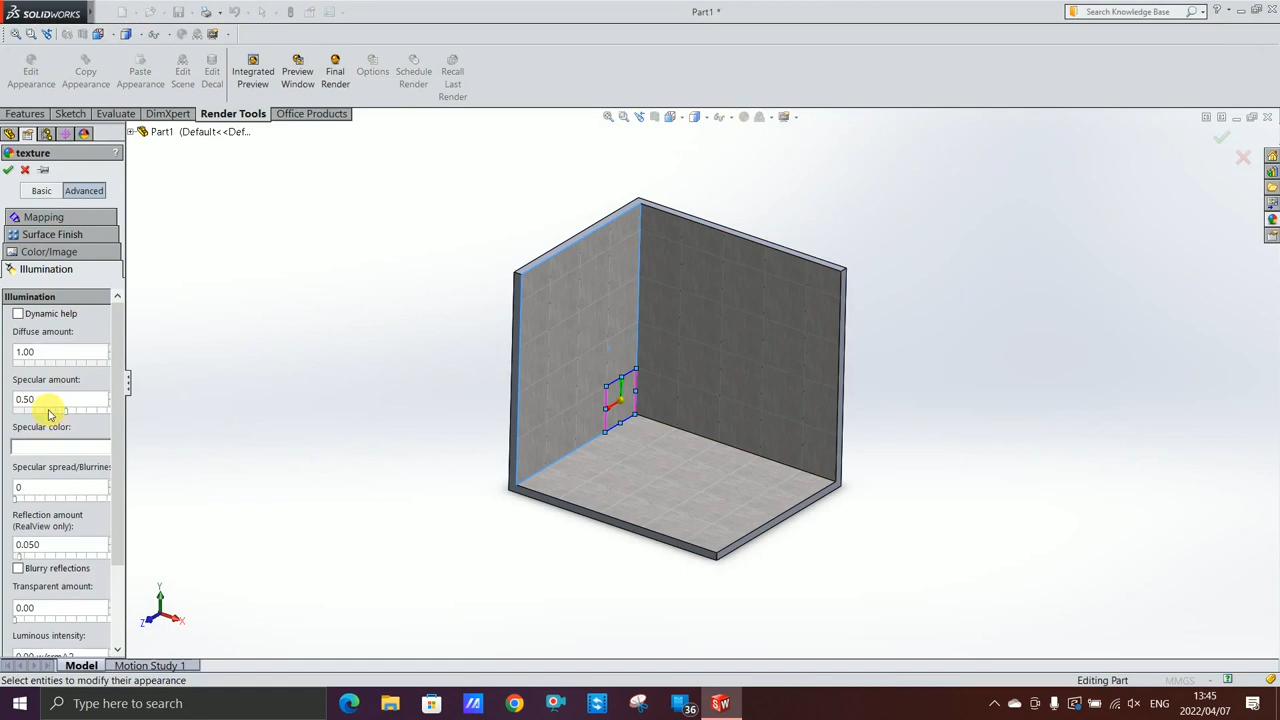 SOLIDWORKS
Part1 *
Search Knowledge Base
Edit Appearance
Copy Appearance
Paste Appearance
Edit Scene
Edit Decal
Integrated Preview
Preview Window
Final Render
Options
Schedule Render
Recall Last Render
Features
Sketch
Evaluate
DimXpert
Render Tools
Office Products
Part1 (Default<<Def...
texture
?
Basic
Advanced
Mapping
Surface Finish
Color/Image
Illumination
Illumination
Dynamic help
Diffuse amount:
1.00
Specular amount:
0.50
Specular color:
Specular spread/Blurrines
0
Reflection amount
(RealView only):
0.050
Blurry reflections
Transparent amount:
0.00
Luminous intensity:
Y
Z
X
Model
Motion Study 1
Select entities to modify their appearance
Editing Part
MMGS
Type here to search
36
SW
ENG
13:45
2022/04/07